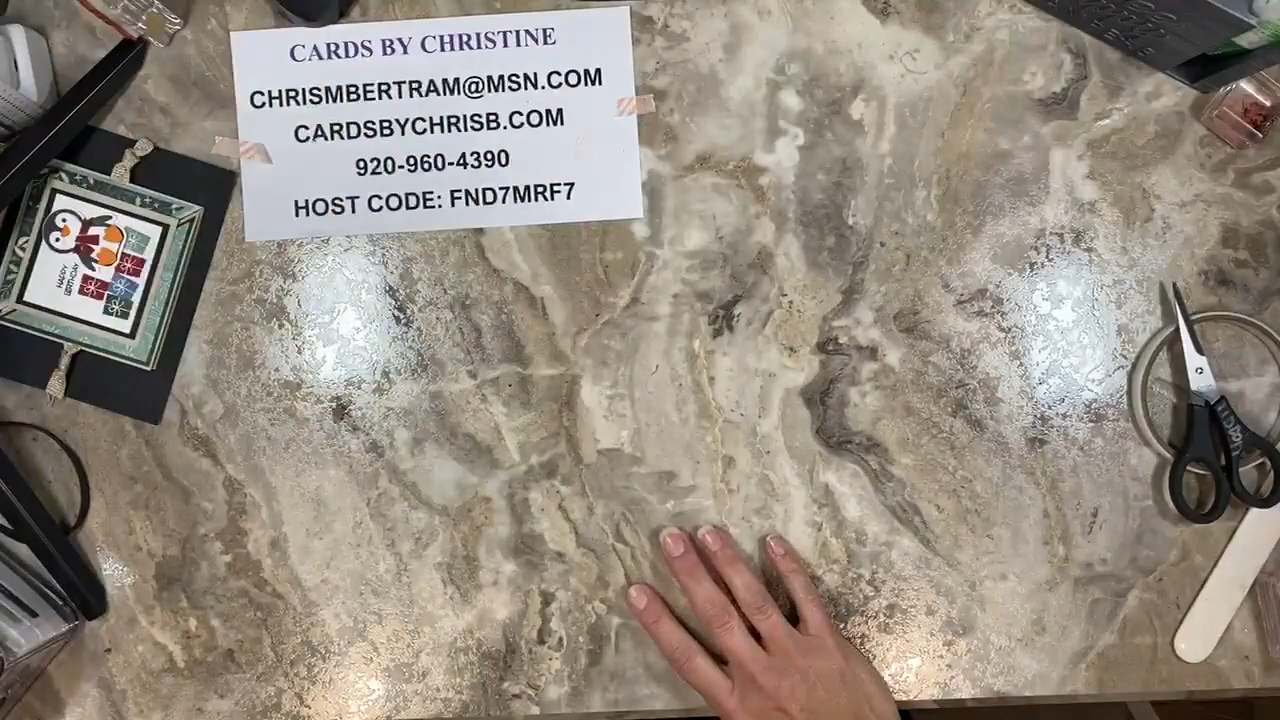 CARDS BY CHRISTINE
CHRISMBERTRAM@MSN.COM
CARDSBYCHRISB.COM
920-960-4390
HOST CODE: FND7MRF7
HAPPY
BIRTHDAY